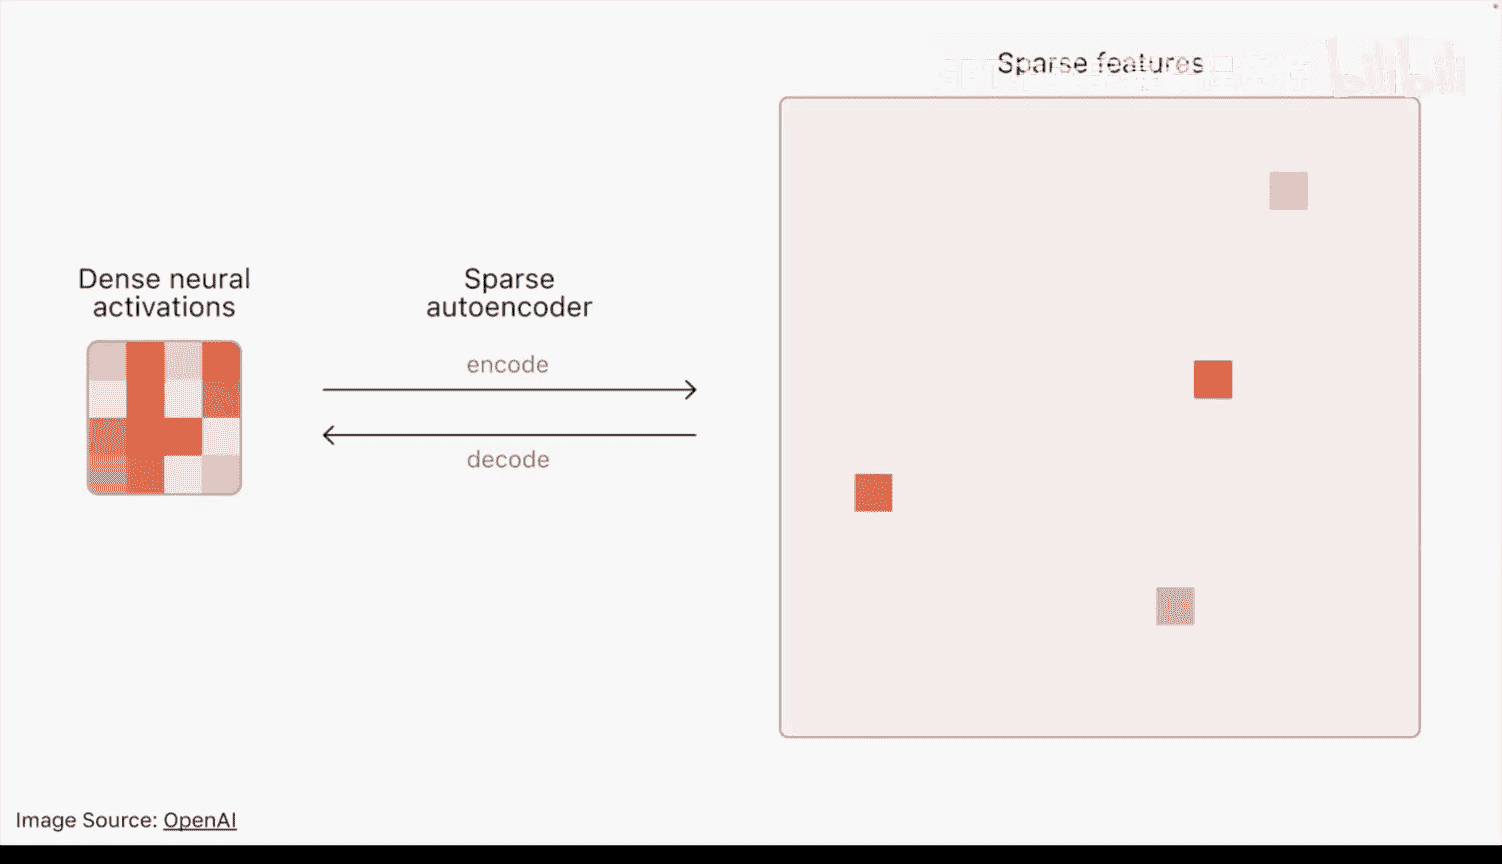 Sparse features
Dense neural
activations
Sparse
autoencoder
encode
decode
Image Source: OpenAI